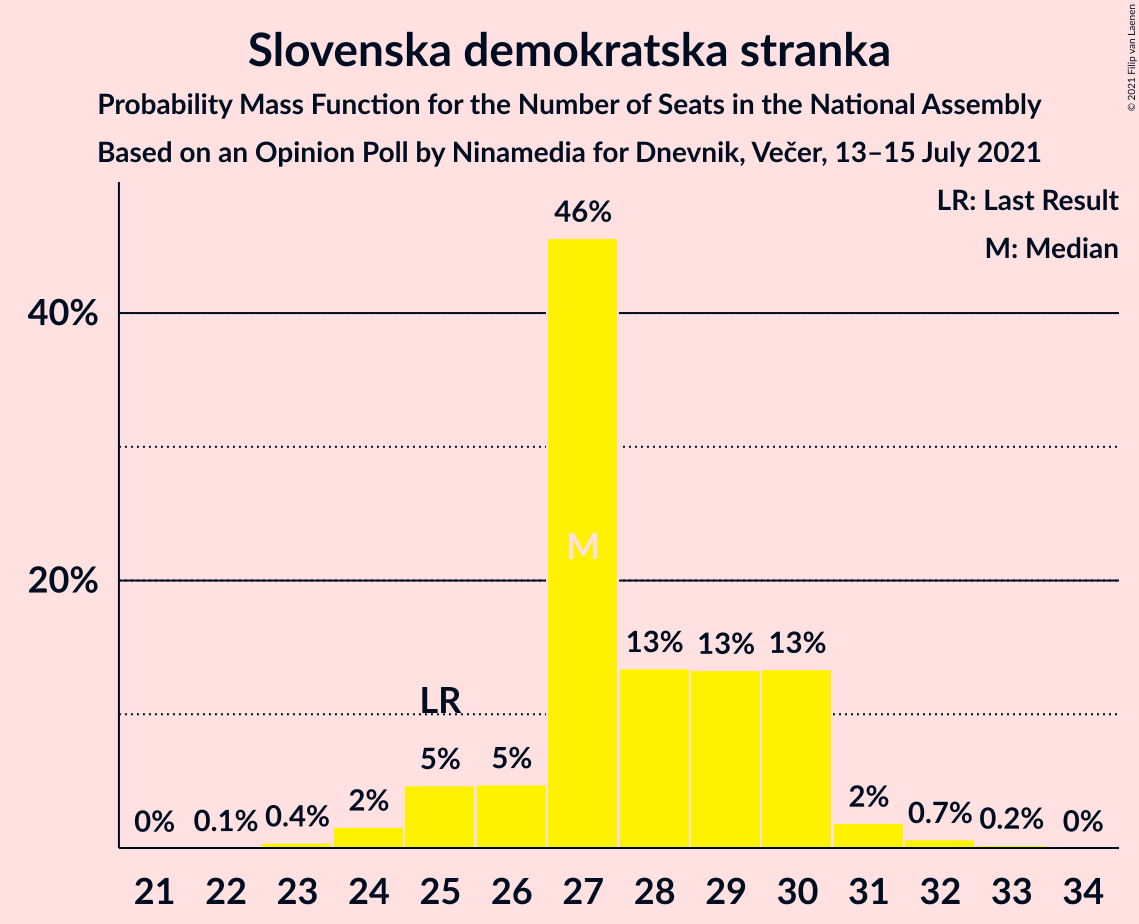 Slovenska demokratska stranka
Probability Mass Function for the Number of Seats in the National Assembly
Based on an Opinion Poll by Ninamedia for Dnevnik, Večer, 13–15 July 2021
© 2021 Filip van Laenen
LR: Last Result
M: Median
46%
40%
M
20%
13% 13% 13%
LR
5% 5%
0% 0.1% 0.4% 2% 2% 0.7% 0.2% 0%
21 22 23 24 25 26 27 28 29 30 31 32 33 34